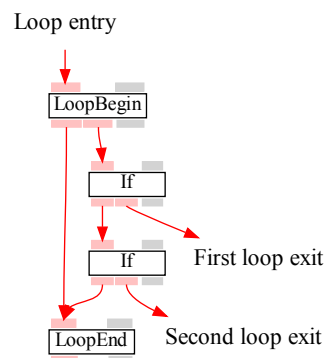 Loop entry
LoopBegin
If
If
First loop exit
Second loop exit
LoopEnd